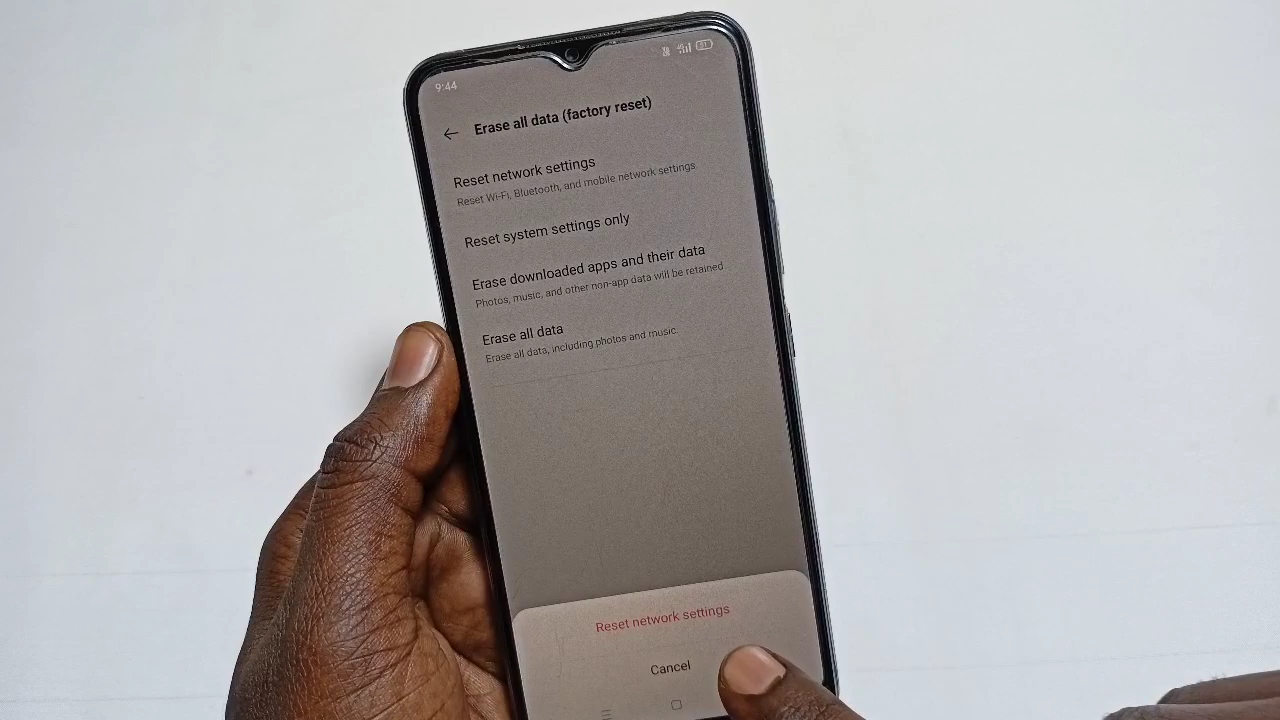 9:44
Erase all data (factory reset)
Reset network settings
Reset Wi-Fi, Bluetooth, and mobile network settings.
Reset system settings only
Erase downloaded apps and their data
Photos, music, and other non-app data will be retained.
Erase all data
Erase all data, including photos and music.
Reset network settings
Cancel